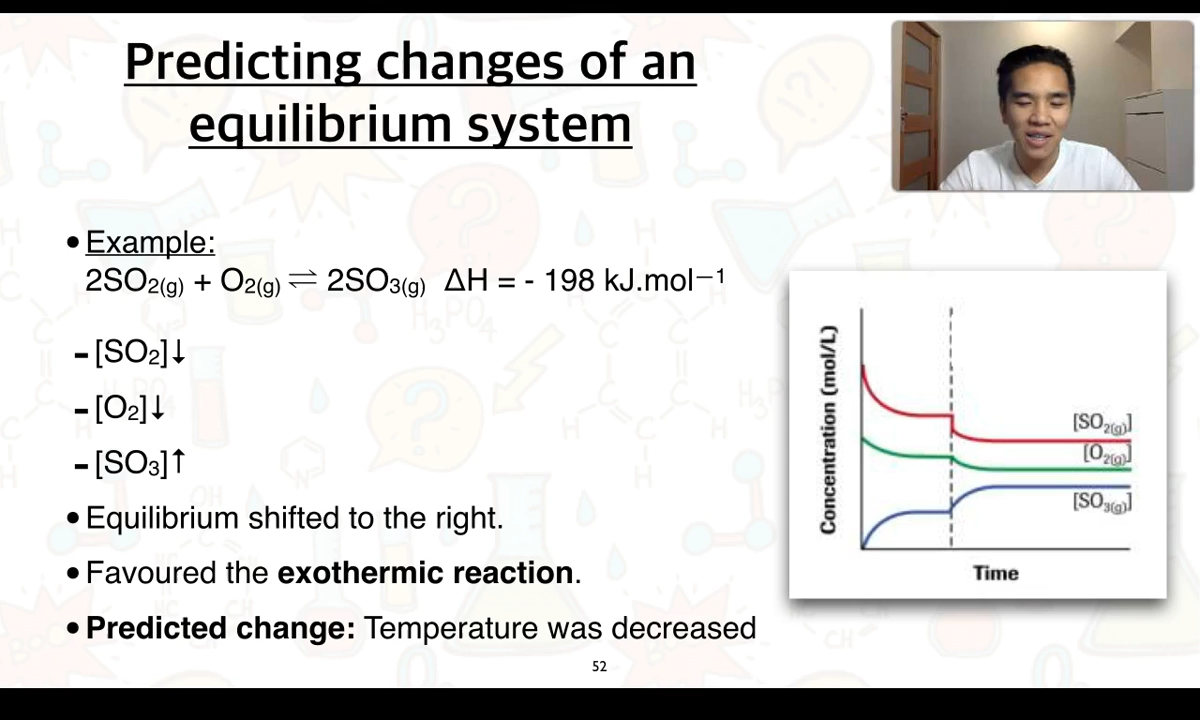 Predicting changes of an
equilibrium system
• Example:
2SO₂(g) + O₂(g) ⇌ 2SO₃(g) ΔH = - 198 kJ.mol⁻¹
- [SO₂]↓
- [O₂]↓
- [SO₃]↑
• Equilibrium shifted to the right.
• Favoured the exothermic reaction.
• Predicted change: Temperature was decreased
52
Concentration (mol/L)
[SO₂(g)]
[O₂(g)]
[SO₃(g)]
Time
H₃PO₄